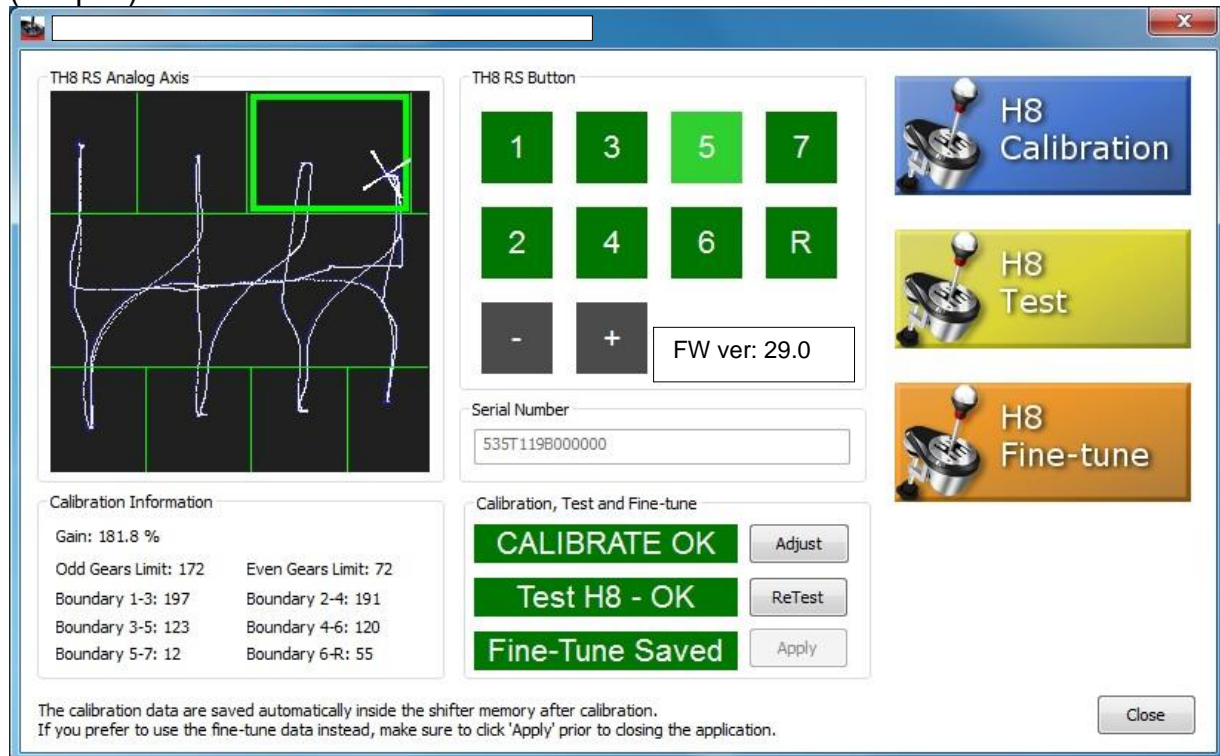 TH8 RS Analog Axis
TH8 RS Button
1 3 5 7
2 4 6 R
- +
FW ver: 29.0
Serial Number
535T119B000000
H8
Calibration
H8
Test
H8
Fine-tune
Calibration Information
Gain: 181.8 %
Odd Gears Limit: 172 Even Gears Limit: 72
Boundary 1-3: 197 Boundary 2-4: 191
Boundary 3-5: 123 Boundary 4-6: 120
Boundary 5-7: 12 Boundary 6-R: 55
Calibration, Test and Fine-tune
CALIBRATE OK Adjust
Test H8 - OK ReTest
Fine-Tune Saved Apply
The calibration data are saved automatically inside the shifter memory after calibration.
If you prefer to use the fine-tune data instead, make sure to click 'Apply' prior to closing the application.
Close